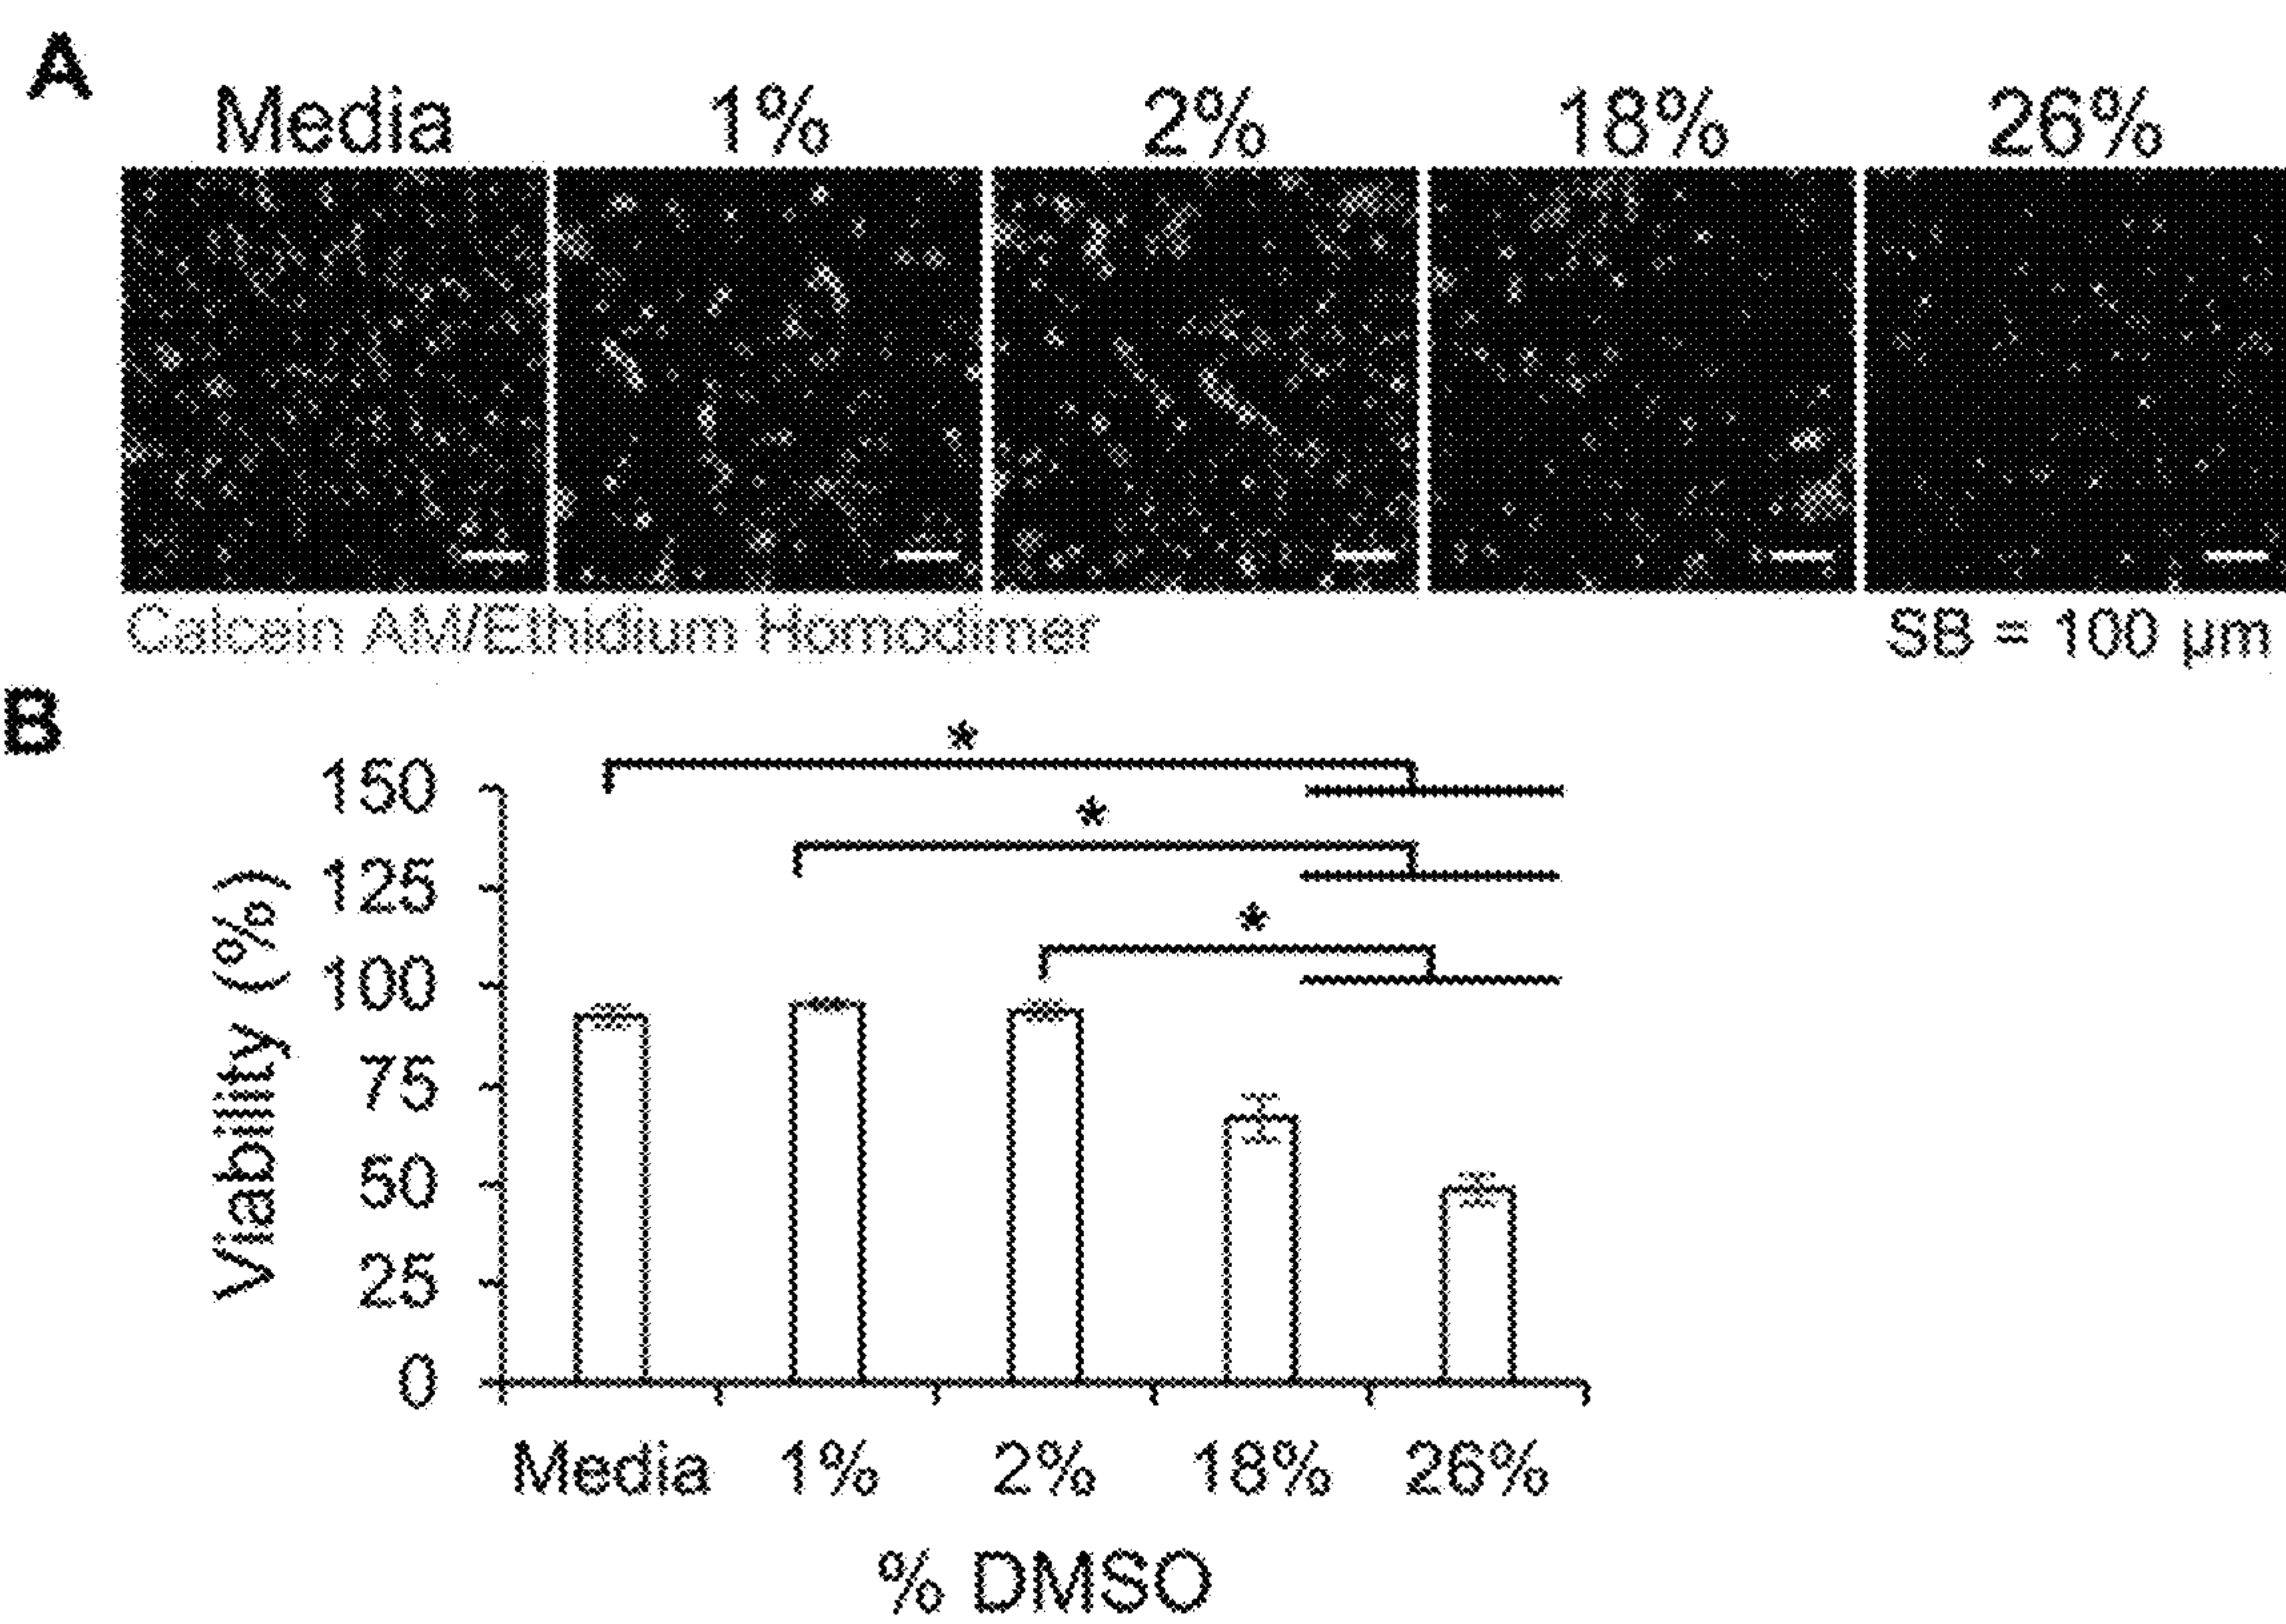 A
Media 1% 2% 18% 26%
Calcein AM/Ethidium Homodimer SB = 100 µm
B
*
150
*
125
*
100
75
50
25
0
Viability (%)
Media 1% 2% 18% 26%
% DMSO